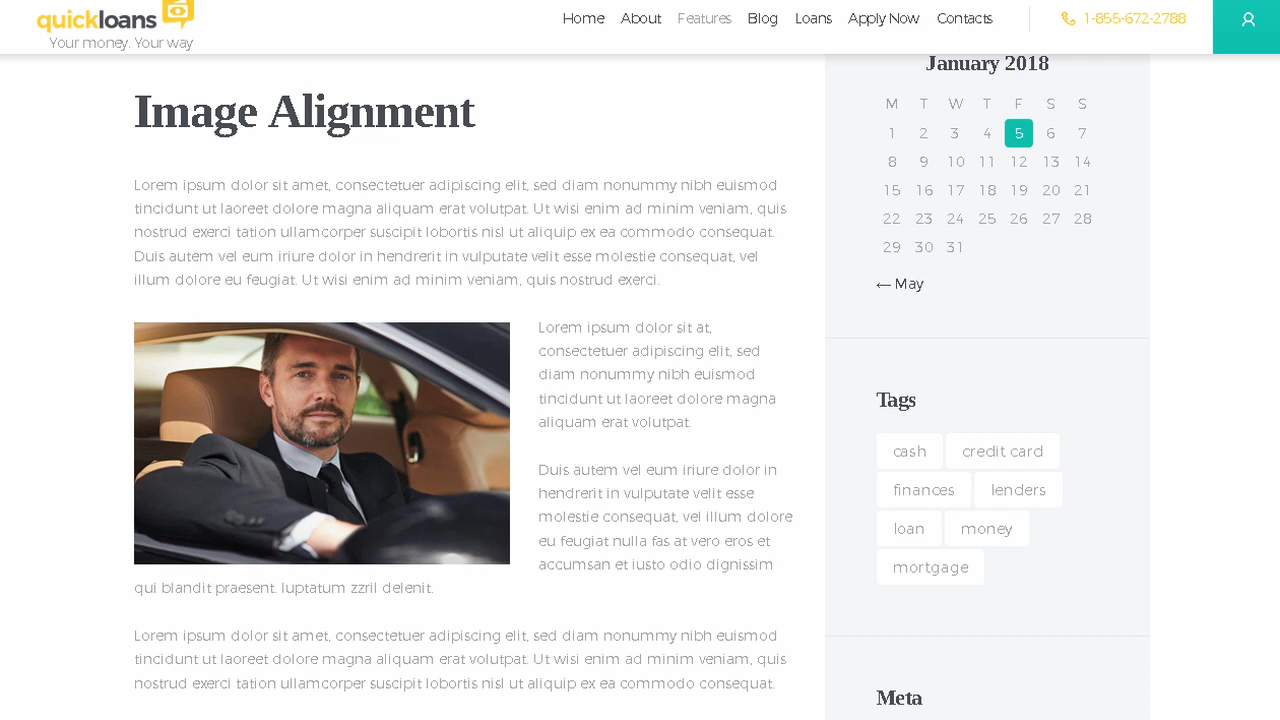 quickloans
Your money. Your way
Home About Features Blog Loans Apply Now Contacts
1-855-672-2788
Image Alignment
Lorem ipsum dolor sit amet, consectetuer adipiscing elit, sed diam nonummy nibh euismod
tincidunt ut laoreet dolore magna aliquam erat volutpat. Ut wisi enim ad minim veniam, quis
nostrud exerci tation ullamcorper suscipit lobortis nisl ut aliquip ex ea commodo consequat.
Duis autem vel eum iriure dolor in hendrerit in vulputate velit esse molestie consequat, vel
illum dolore eu feugiat. Ut wisi enim ad minim veniam, quis nostrud exerci.
Lorem ipsum dolor sit at,
consectetuer adipiscing elit, sed
diam nonummy nibh euismod
tincidunt ut laoreet dolore magna
aliquam erat volutpat.
Duis autem vel eum iriure dolor in
hendrerit in vulputate velit esse
molestie consequat, vel illum dolore
eu feugiat nulla fas at vero eros et
accumsan et iusto odio dignissim
qui blandit praesent. luptatum zzril delenit.
Lorem ipsum dolor sit amet, consectetuer adipiscing elit, sed diam nonummy nibh euismod
tincidunt ut laoreet dolore magna aliquam erat volutpat. Ut wisi enim ad minim veniam, quis
nostrud exerci tation ullamcorper suscipit lobortis nisl ut aliquip ex ea commodo consequat.
January 2018
M T W T F S S
1 2 3 4 5 6 7
8 9 10 11 12 13 14
15 16 17 18 19 20 21
22 23 24 25 26 27 28
29 30 31
← May
Tags
cash credit card
finances lenders
loan money
mortgage
Meta